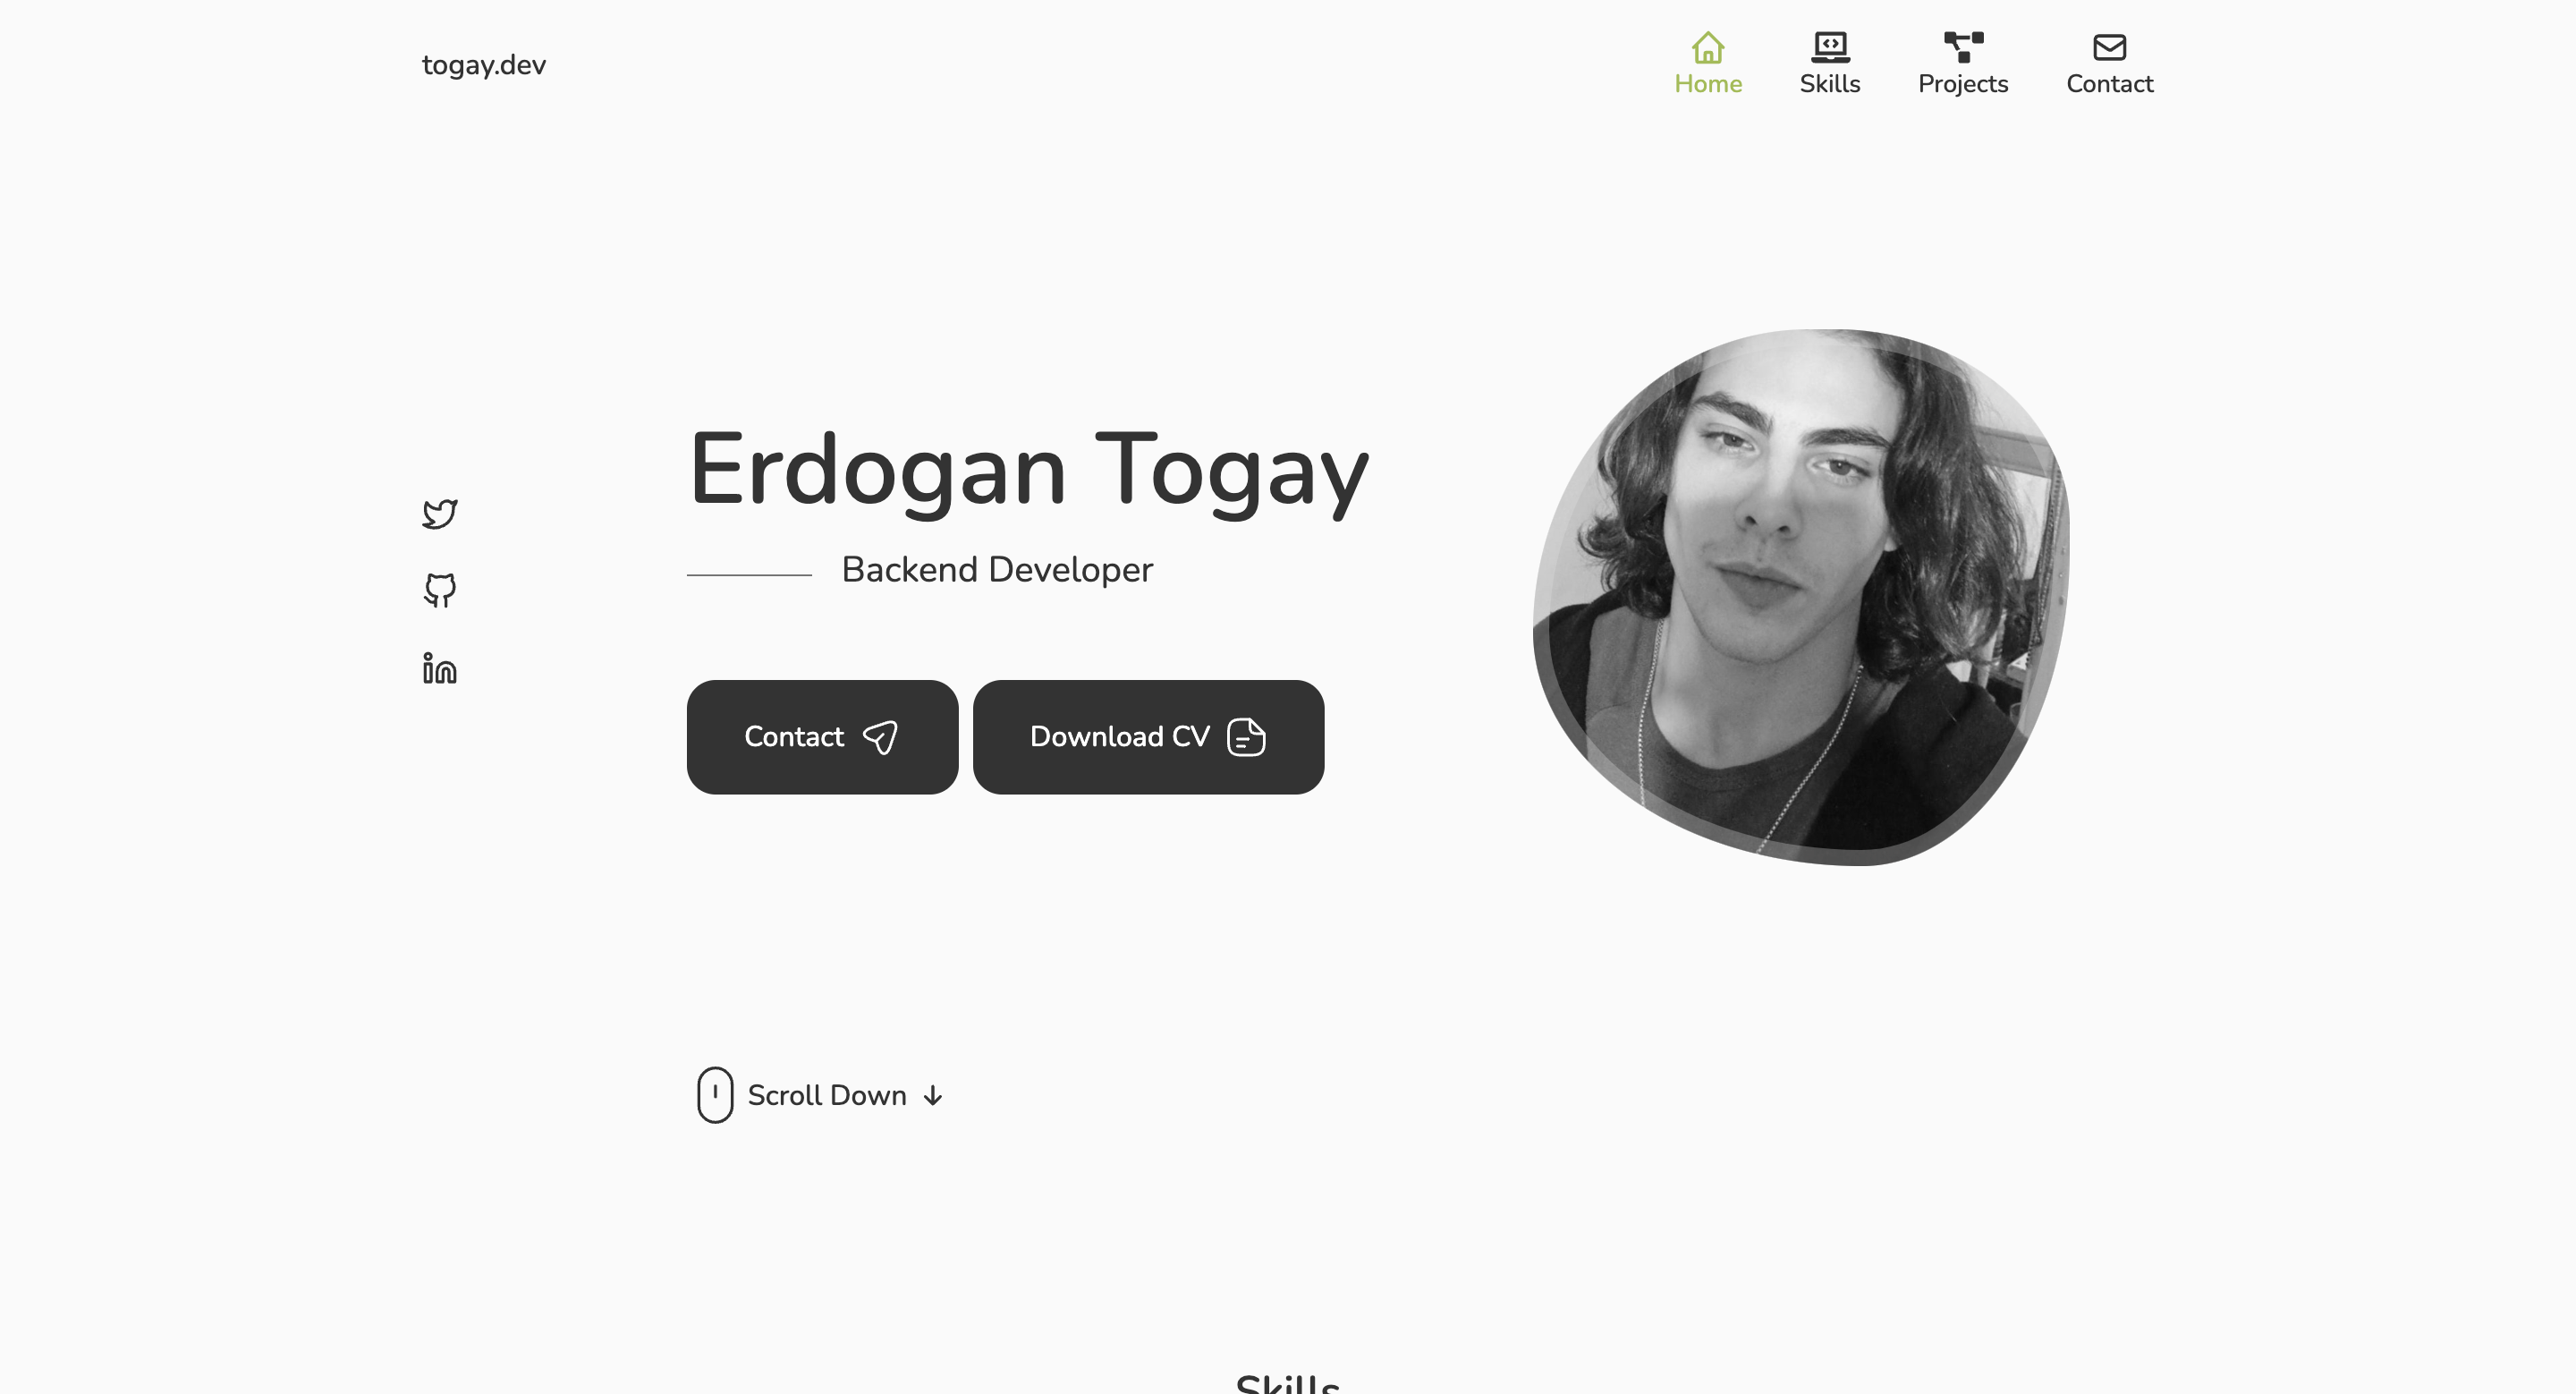 togay.dev
Home
Skills
Projects
Contact
Erdogan Togay
Backend Developer
Contact
Download CV
Scroll Down
Skills